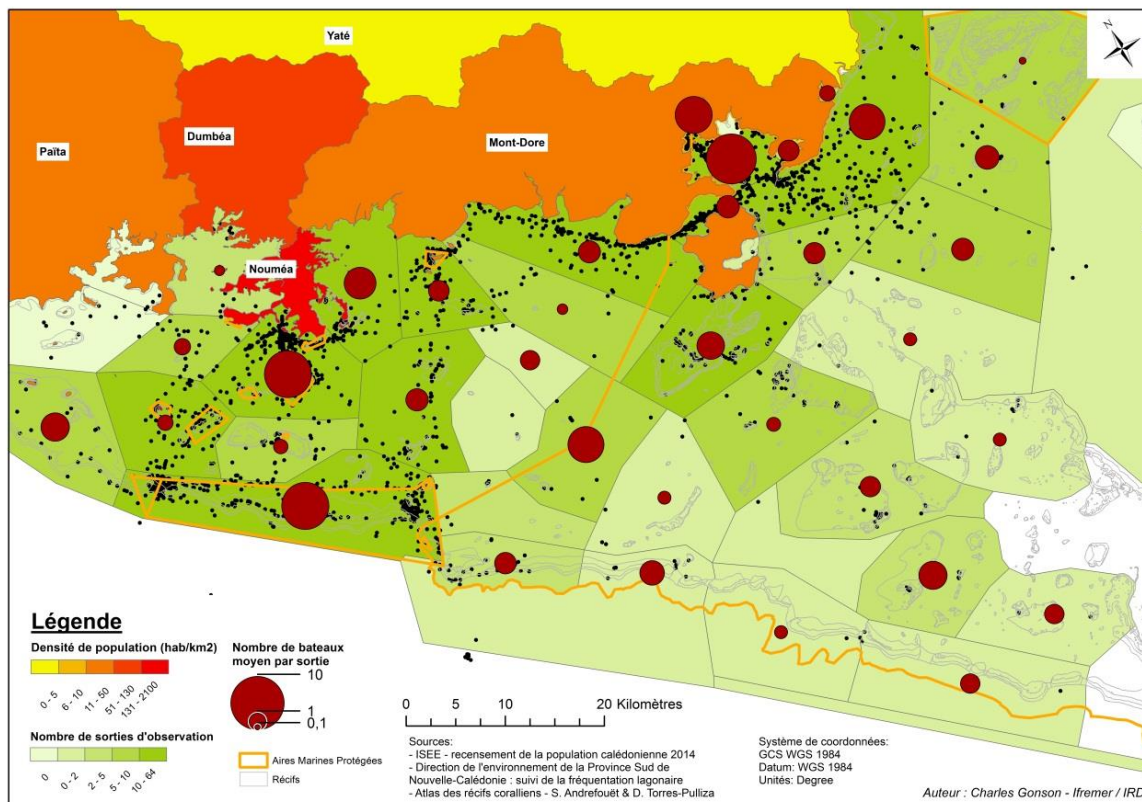 Yaté
Dumbéa
Païta
Mont-Dore
Nouméa
N
Légende
Densité de population (hab/km2)
0 - 5
6 - 10
11 - 50
51 - 130
131 - 2100
Nombre de sorties d'observation
0
0 - 2
2 - 5
5 - 10
10 - 64
Nombre de bateaux
moyen par sortie
10
1
0,1
Aires Marines Protégées
Récifs
0 5 10 20 Kilomètres
Sources:
- ISEE - recensement de la population calédonienne 2014
- Direction de l'environnement de la Province Sud de
Nouvelle-Calédonie : suivi de la fréquentation lagonaire
- Atlas des récifs coralliens - S. Andrefouët & D. Torres-Pulliza
Système de coordonnées:
GCS WGS 1984
Datum: WGS 1984
Unités: Degree
Auteur : Charles Gonson - Ifremer / IRD